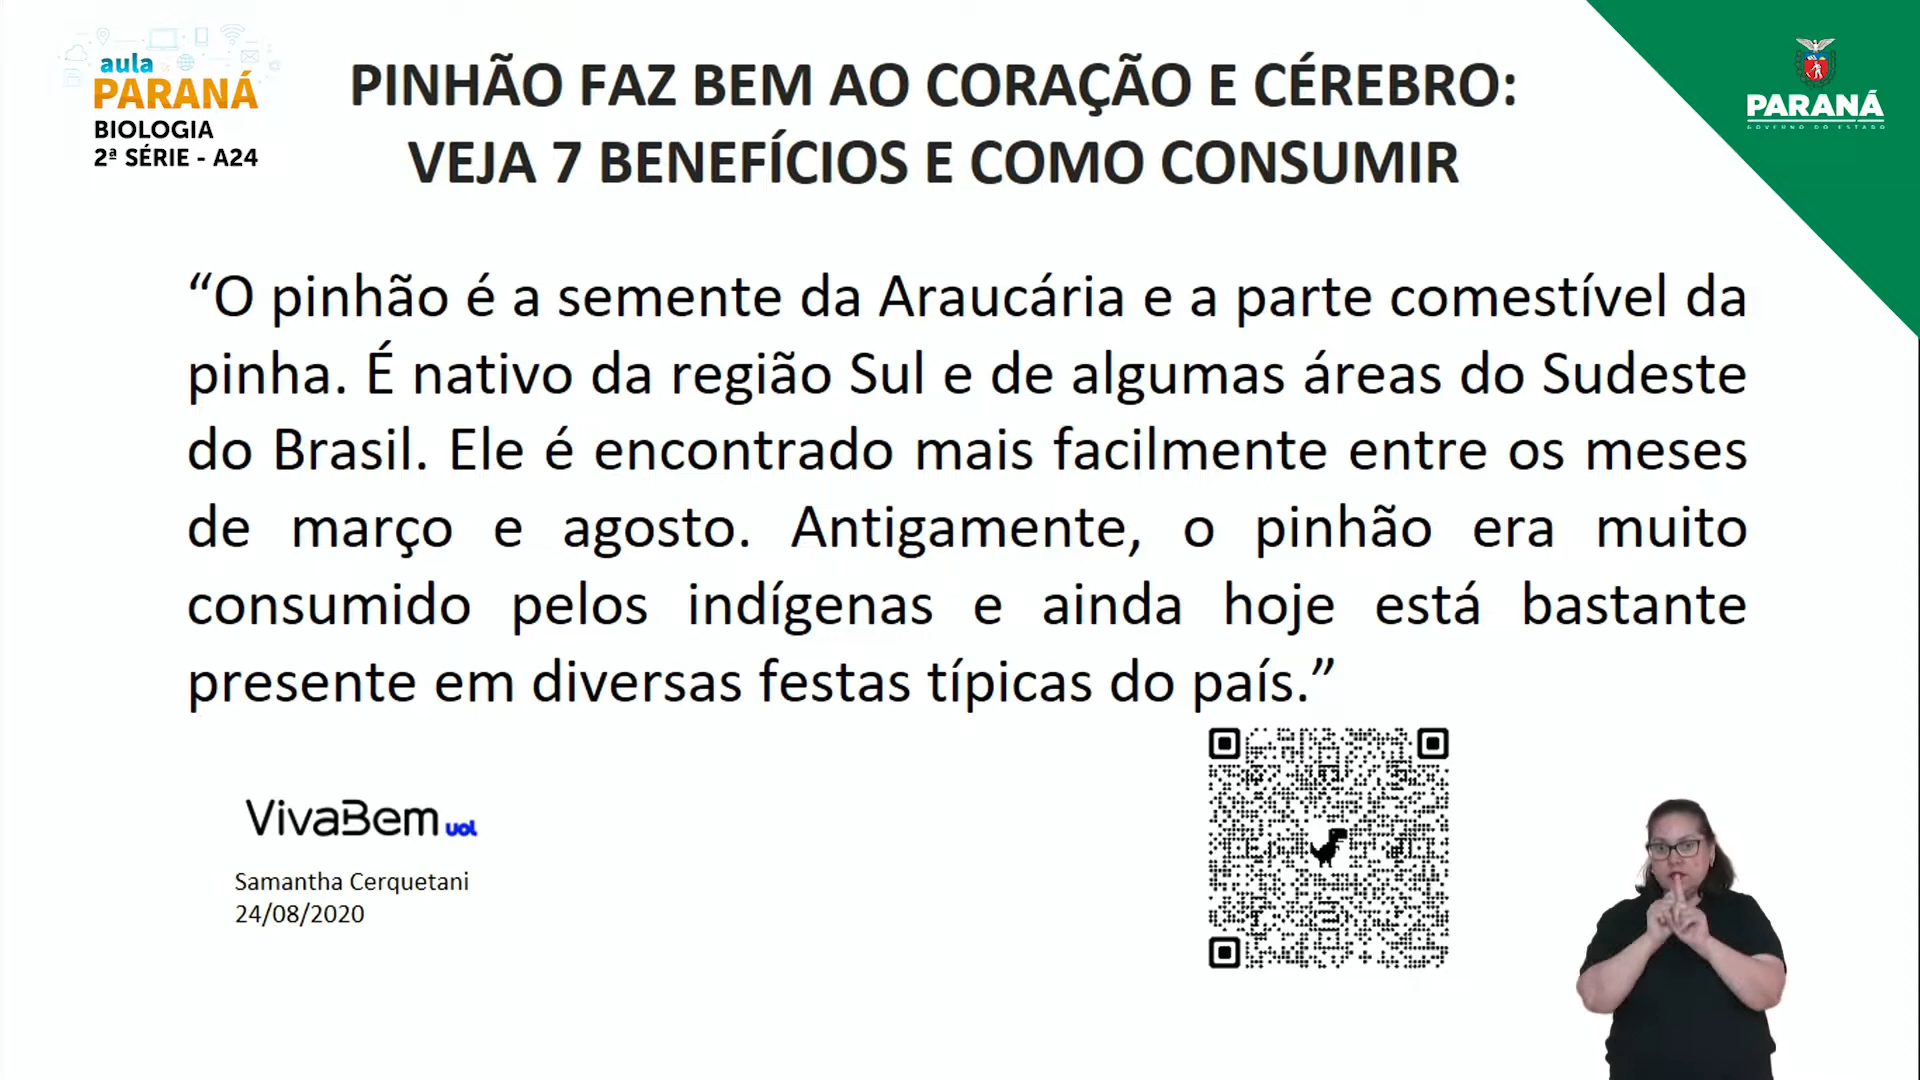 aula
PARANÁ
BIOLOGIA
2ª SÉRIE - A24
PINHÃO FAZ BEM AO CORAÇÃO E CÉREBRO:
VEJA 7 BENEFÍCIOS E COMO CONSUMIR
PARANÁ
GOVERNO DO ESTADO
“O pinhão é a semente da Araucária e a parte comestível da
pinha. É nativo da região Sul e de algumas áreas do Sudeste
do Brasil. Ele é encontrado mais facilmente entre os meses
de março e agosto. Antigamente, o pinhão era muito
consumido pelos indígenas e ainda hoje está bastante
presente em diversas festas típicas do país.”
VivaBem uol
Samantha Cerquetani
24/08/2020